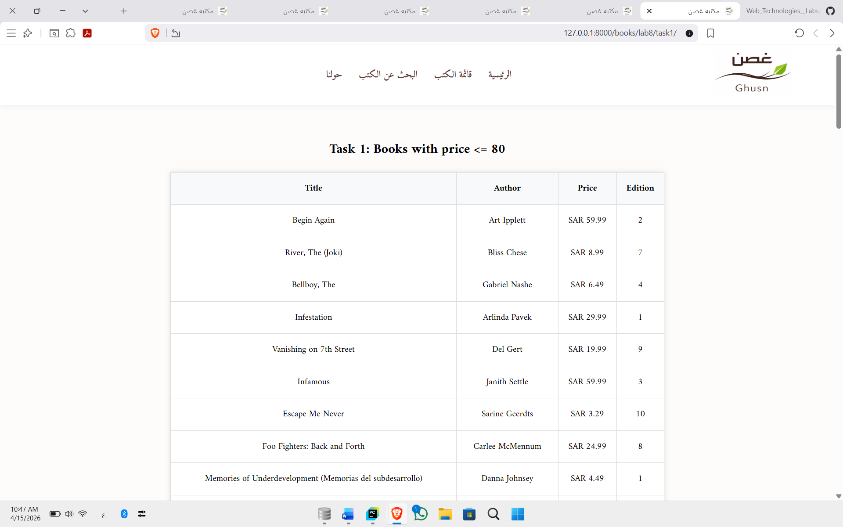 مكتبة غصن
مكتبة غصن
مكتبة غصن
مكتبة غصن
مكتبة غصن
مكتبة غصن
Web_Technologies_Labs
127.0.0.1:8000/books/lab8/task1/
غصن
Ghusn
الرئيسية
قائمة الكتب
البحث عن الكتب
حولنا
Task 1: Books with price <= 80
Title Author Price Edition
Begin Again Art Ipplett SAR 59.99 2
River, The (Joki) Bliss Chese SAR 8.99 7
Bellboy, The Gabriel Nashe SAR 6.49 4
Infestation Arlinda Pavek SAR 29.99 1
Vanishing on 7th Street Del Gert SAR 19.99 9
Infamous Janith Settle SAR 59.99 3
Escape Me Never Sarine Geerdts SAR 3.29 10
Foo Fighters: Back and Forth Carlee McMennum SAR 24.99 8
Memories of Underdevelopment (Memorias del subdesarrollo) Danna Johnsey SAR 4.49 1
10:47 AM
4/15/2026
ع